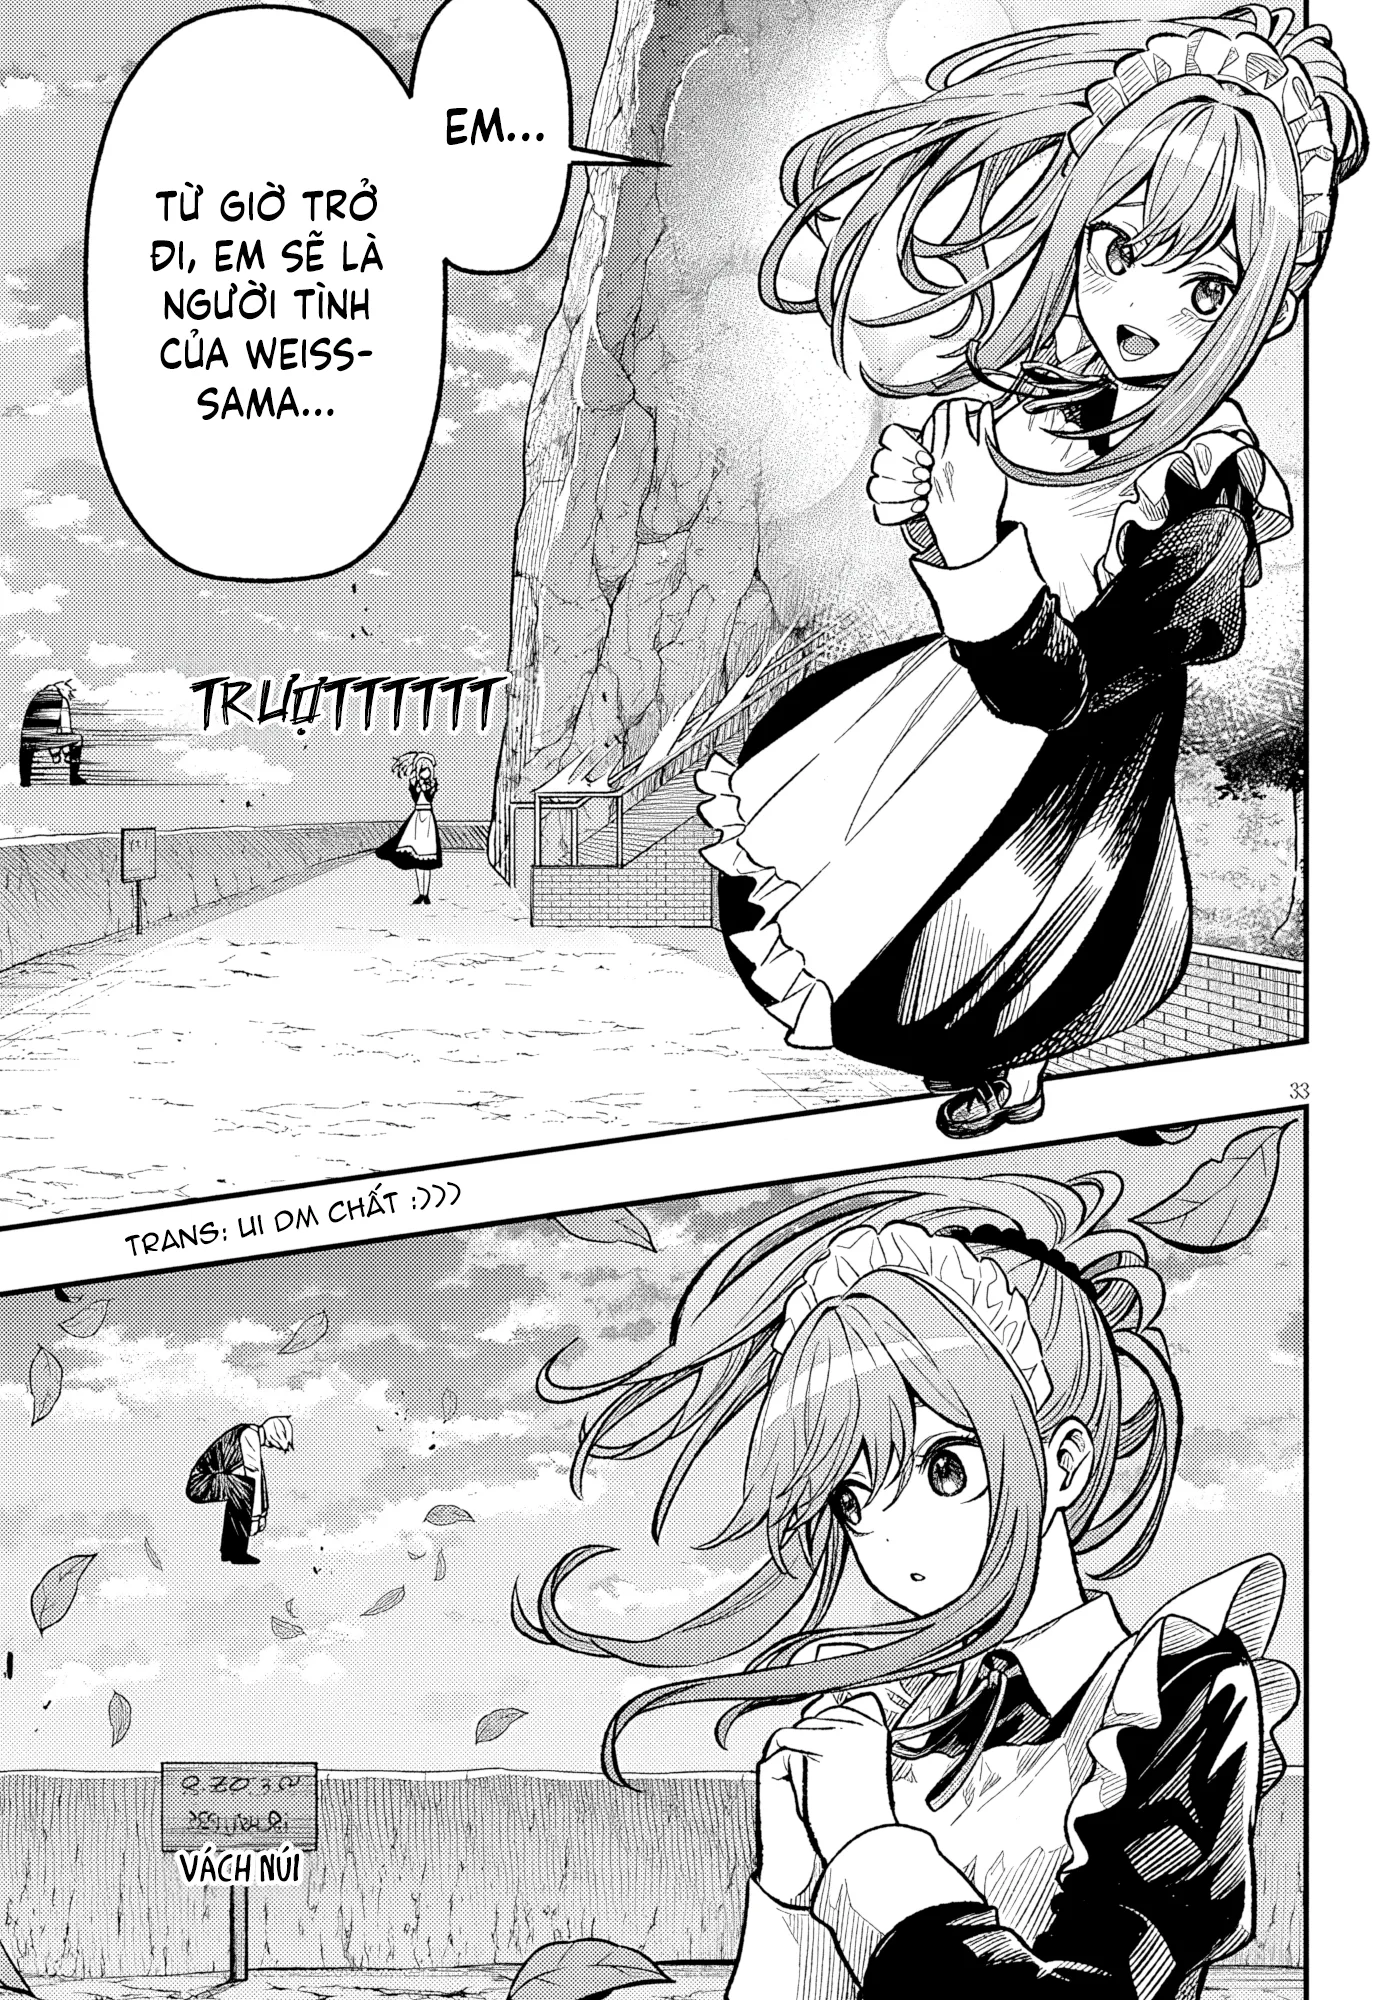 EM...
TỪ GIỜ TRỞ
ĐI, EM SẼ LÀ
NGƯỜI TÌNH
CỦA WEISS-
SAMA...
TRƯỢTTTTTT
33
TRANS: UI DM CHẤT :)))
VÁCH NÚI